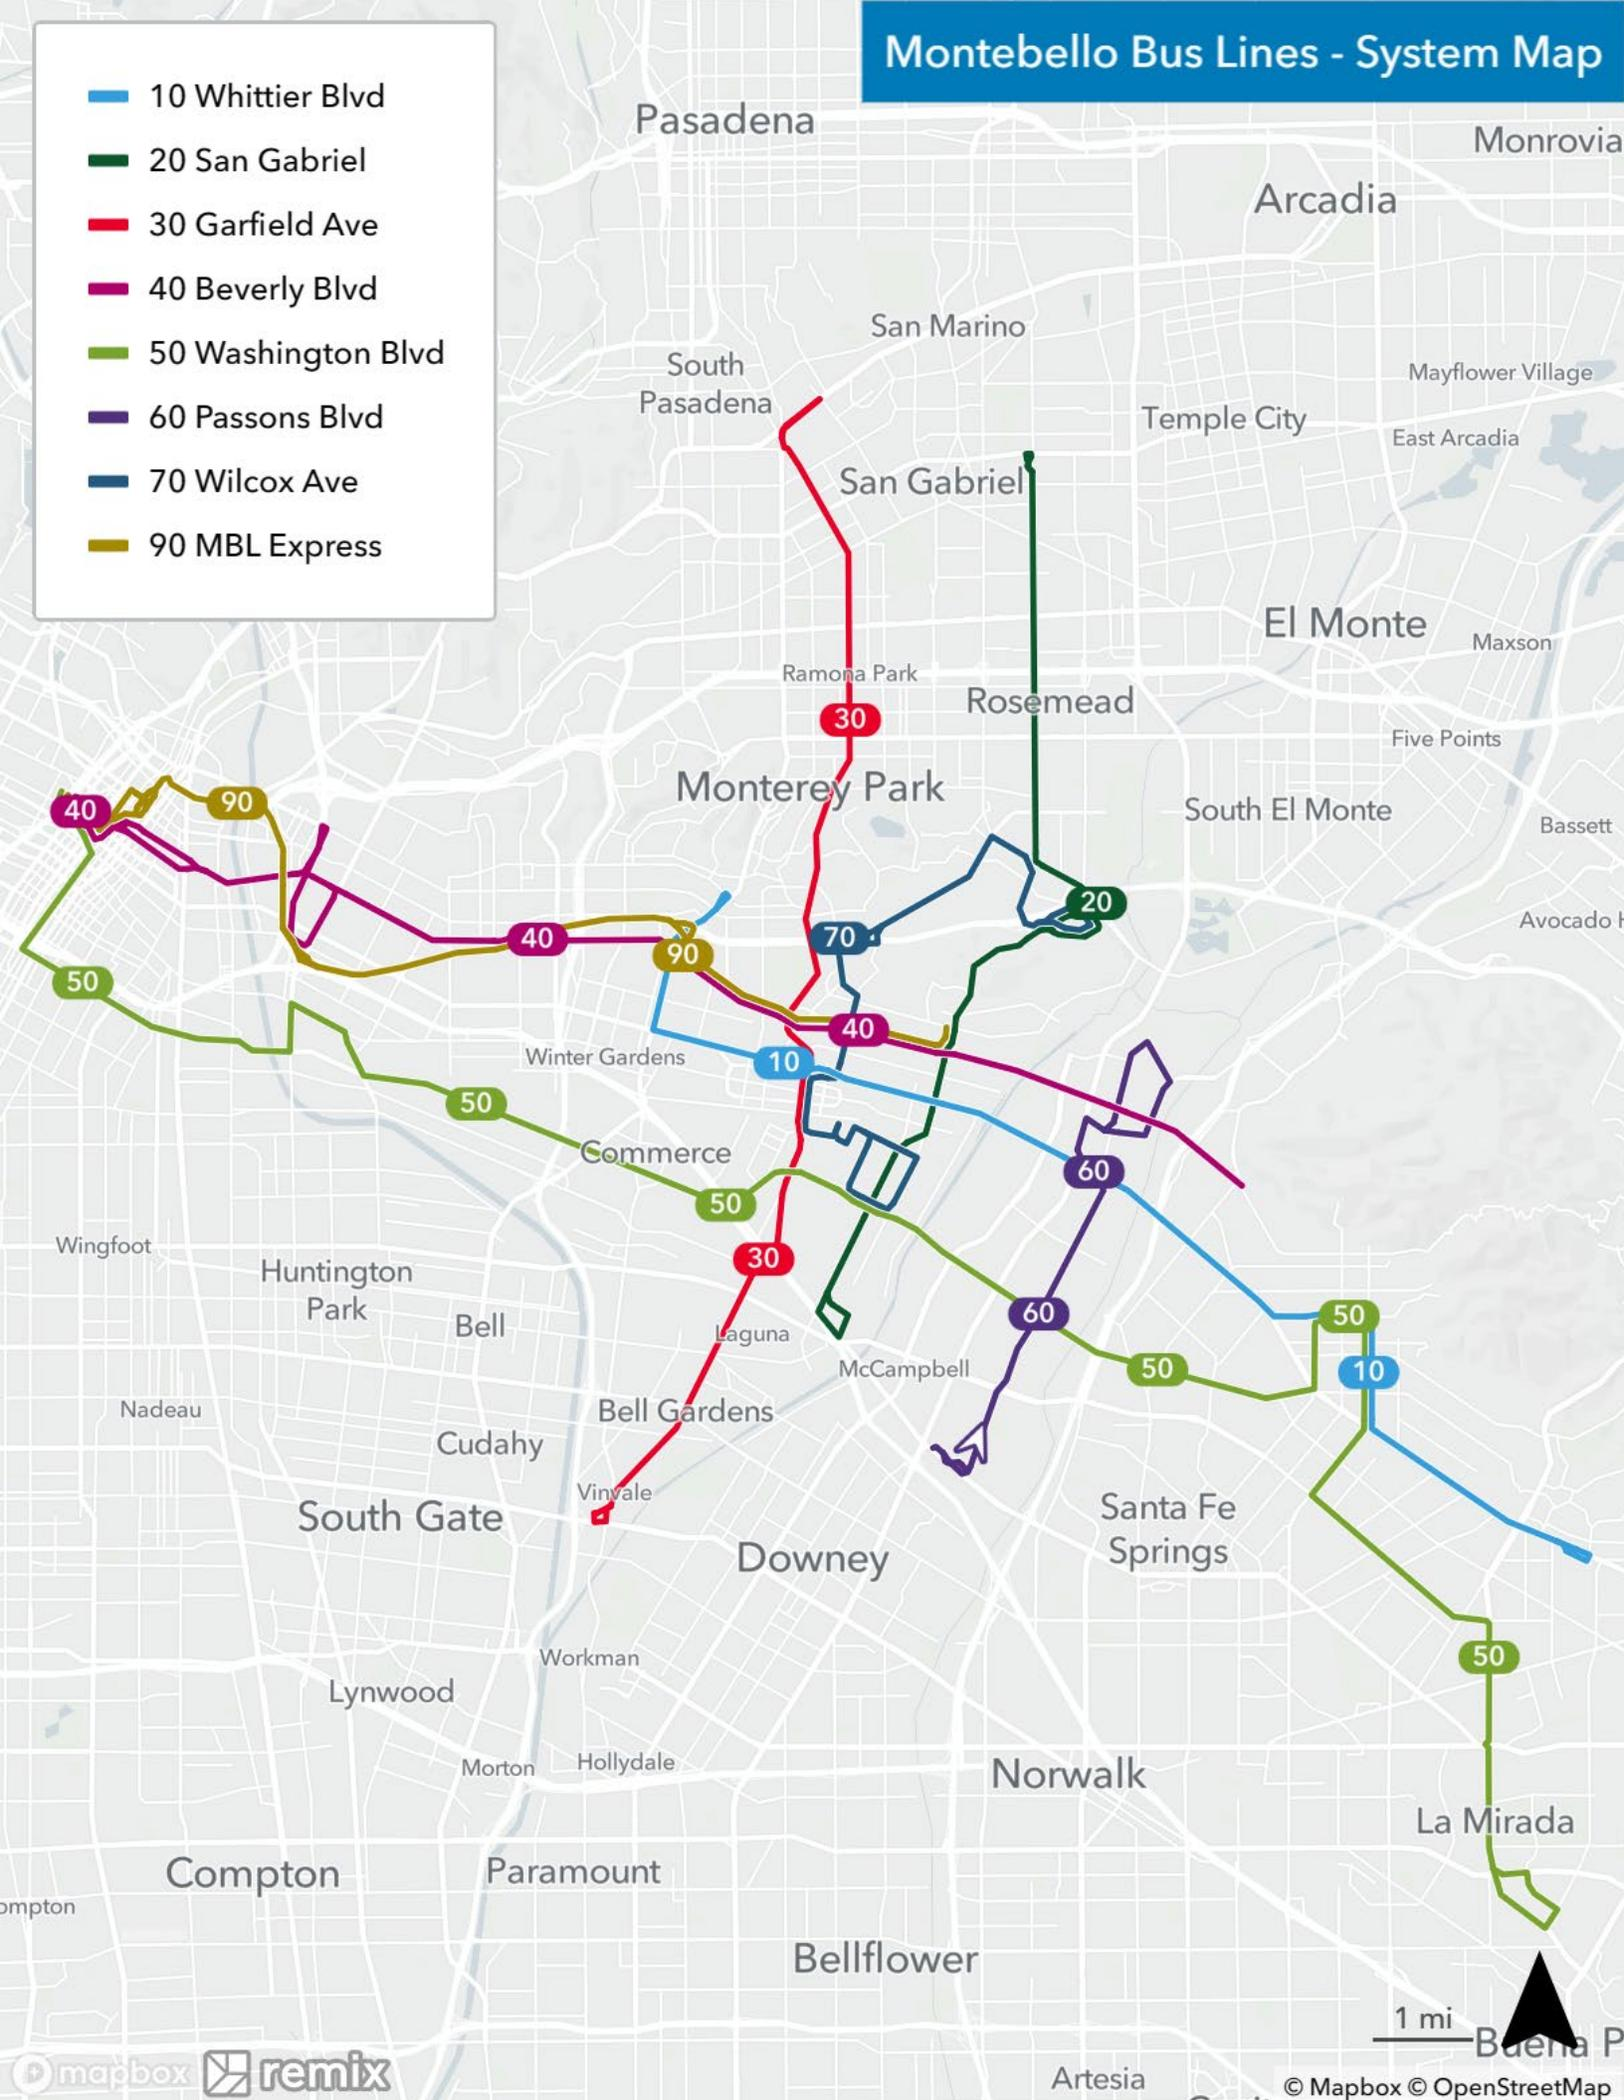 Montebello Bus Lines - System Map
10 Whittier Blvd
20 San Gabriel
30 Garfield Ave
40 Beverly Blvd
50 Washington Blvd
60 Passons Blvd
70 Wilcox Ave
90 MBL Express
Pasadena
Monrovia
Arcadia
San Marino
South
Pasadena
Mayflower Village
Temple City
East Arcadia
San Gabriel
El Monte
Maxson
Ramona Park
Rosemead
30
Five Points
Monterey Park
40
90
South El Monte
Bassett
20
Avocado H
40
70
90
50
40
Winter Gardens
10
50
Commerce
60
50
Wingfoot
30
Huntington
Park
Bell
Laguna
60
50
McCampbell
50
10
Nadeau
Bell Gardens
Cudahy
Vinvale
South Gate
Santa Fe
Springs
Downey
Workman
50
Lynwood
Morton
Hollydale
Norwalk
La Mirada
Compton
Paramount
ompton
Bellflower
1 mi
Buena P
mapbox
remix
Artesia
© Mapbox © OpenStreetMap